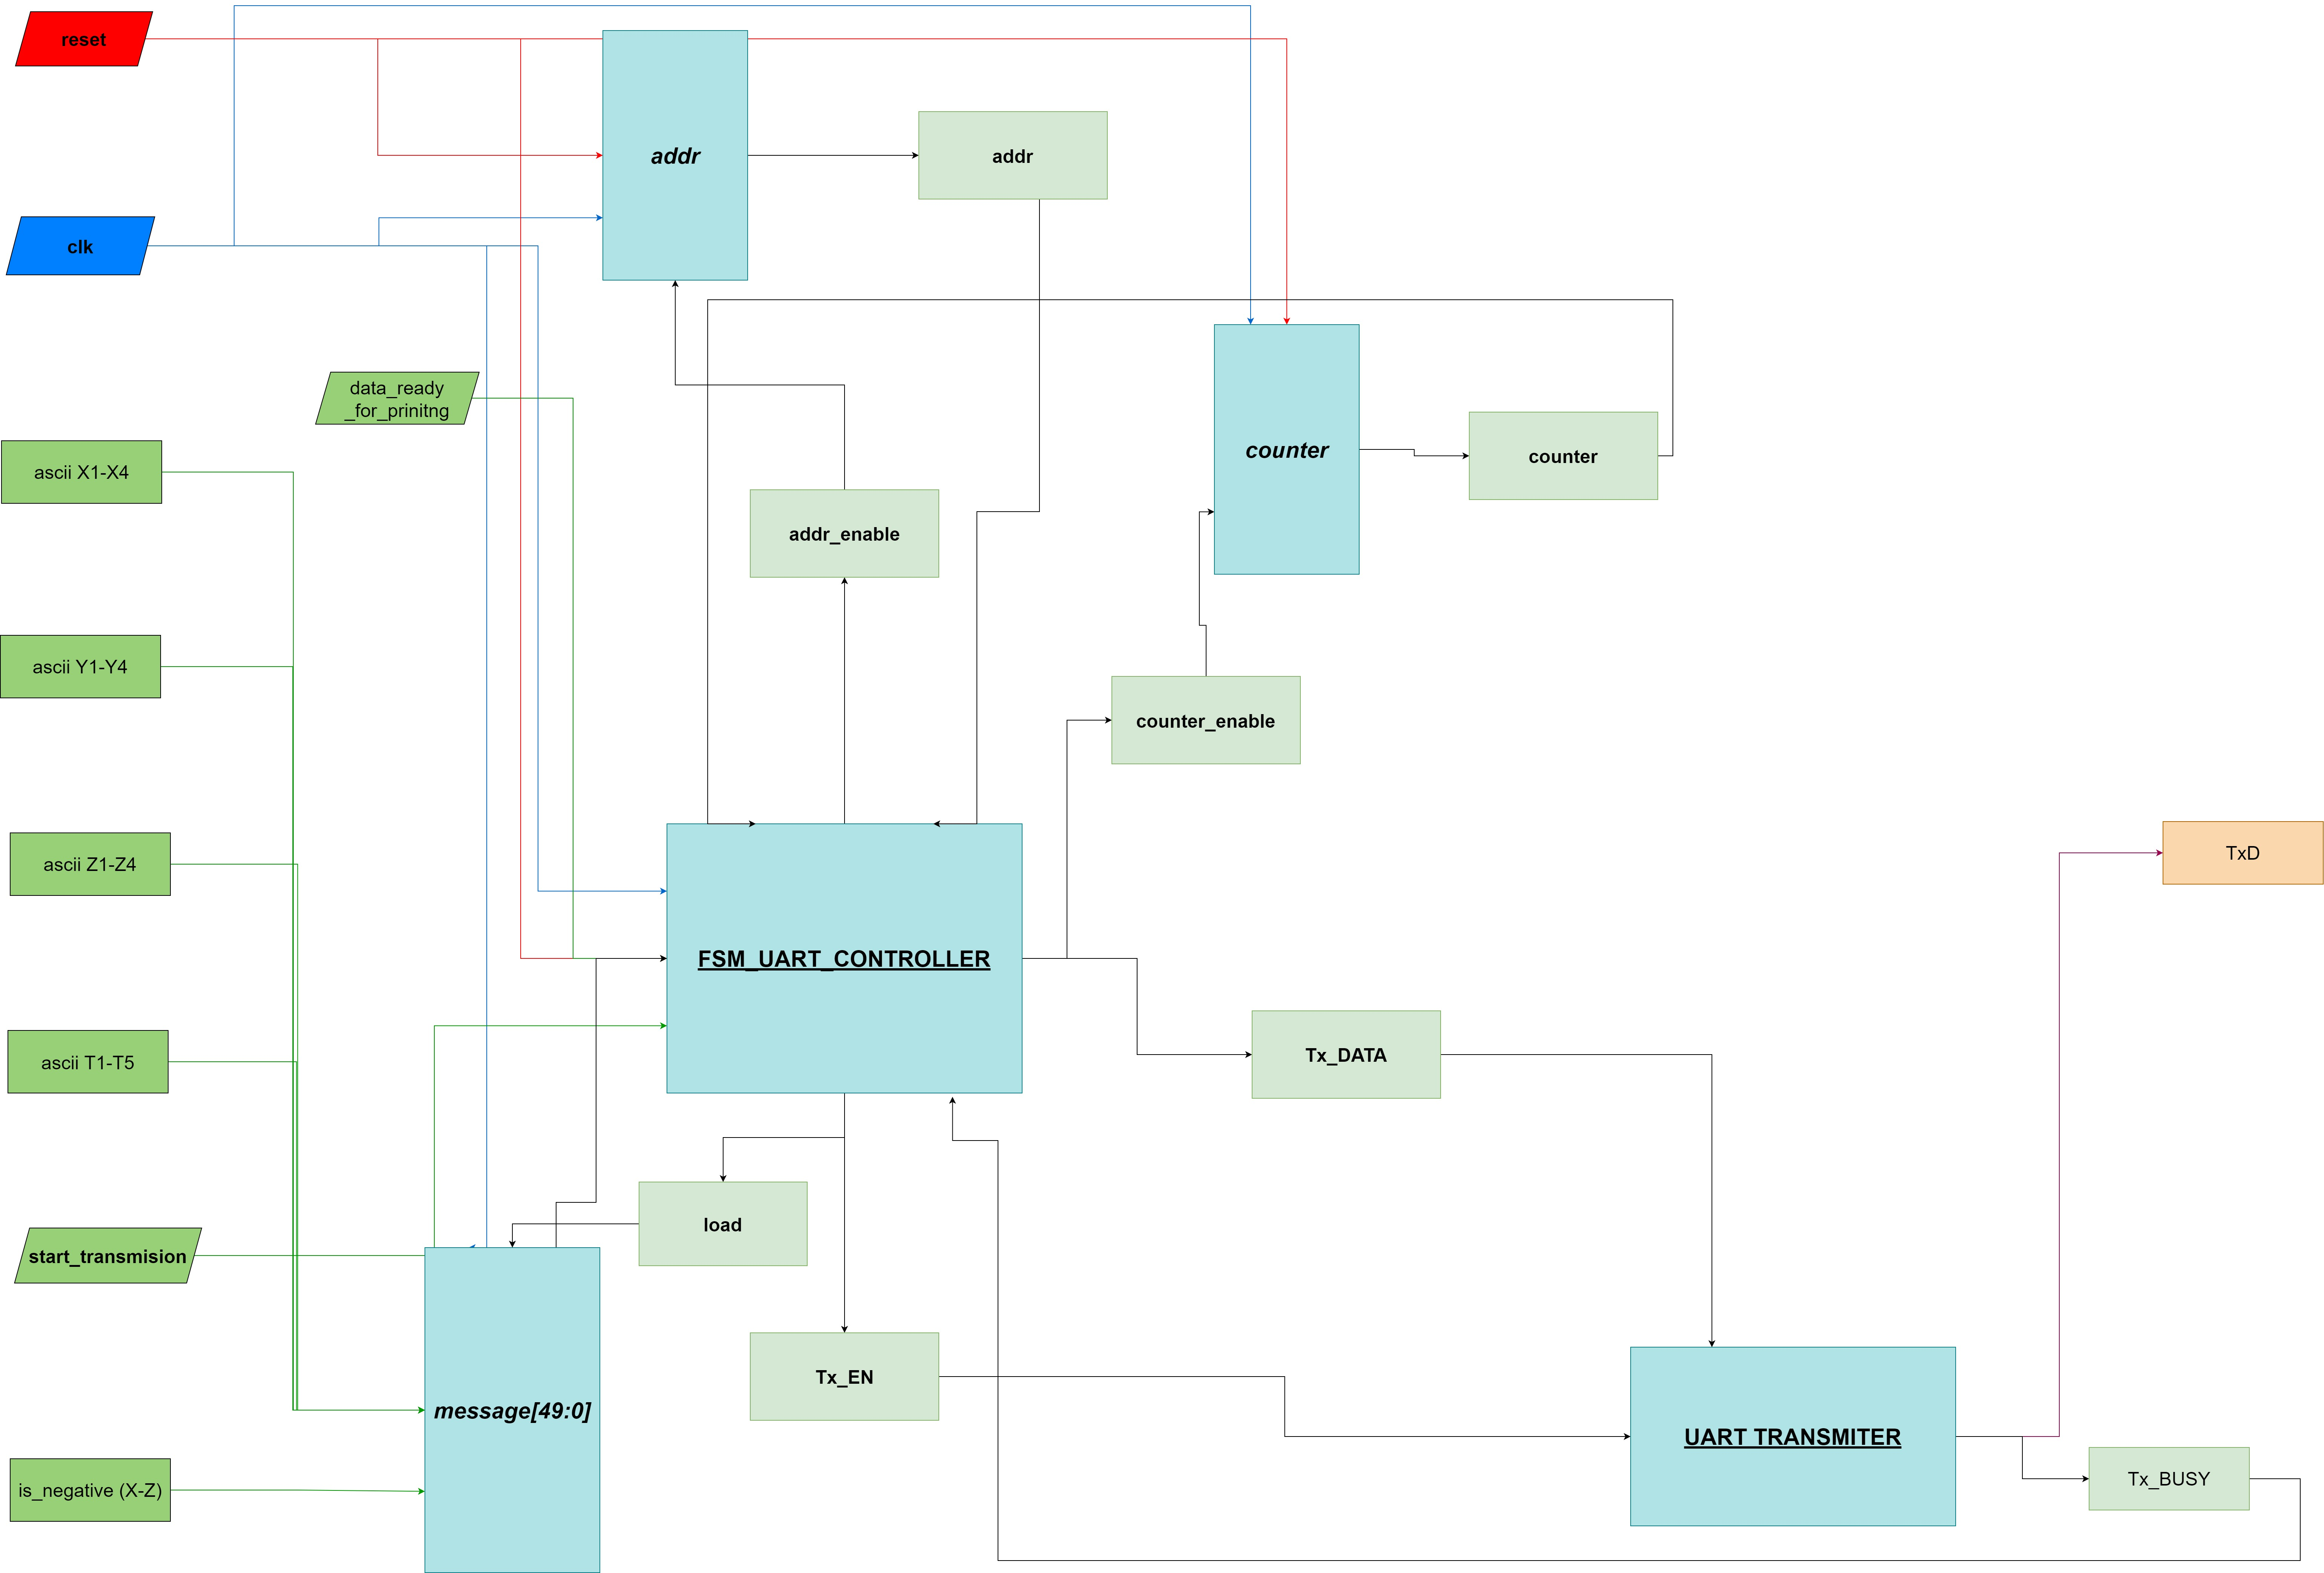 reset
addr
addr
clk
data_ready
_for_prinitng
ascii X1-X4
counter
counter
addr_enable
ascii Y1-Y4
counter_enable
ascii Z1-Z4
TxD
FSM_UART_CONTROLLER
ascii T1-T5
Tx_DATA
load
start_transmision
Tx_EN
message[49:0]
UART TRANSMITER
Tx_BUSY
is_negative (X-Z)